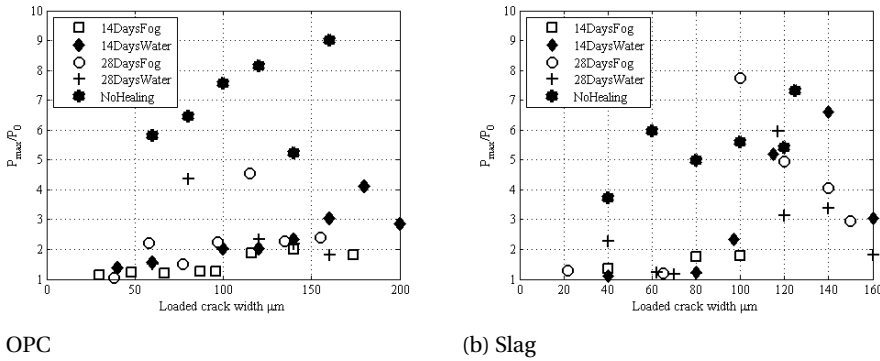 10
9
8
7
6
5
4
3
2
1
P_max/P_0
14DaysFog
14DaysWater
28DaysFog
28DaysWater
NoHealing
0 50 100 150 200
Loaded crack width μm
OPC
10
9
8
7
6
5
4
3
2
1
P_max/P_0
14DaysFog
14DaysWater
28DaysFog
28DaysWater
NoHealing
0 20 40 60 80 100 120 140 160
Loaded crack width μm
(b) Slag